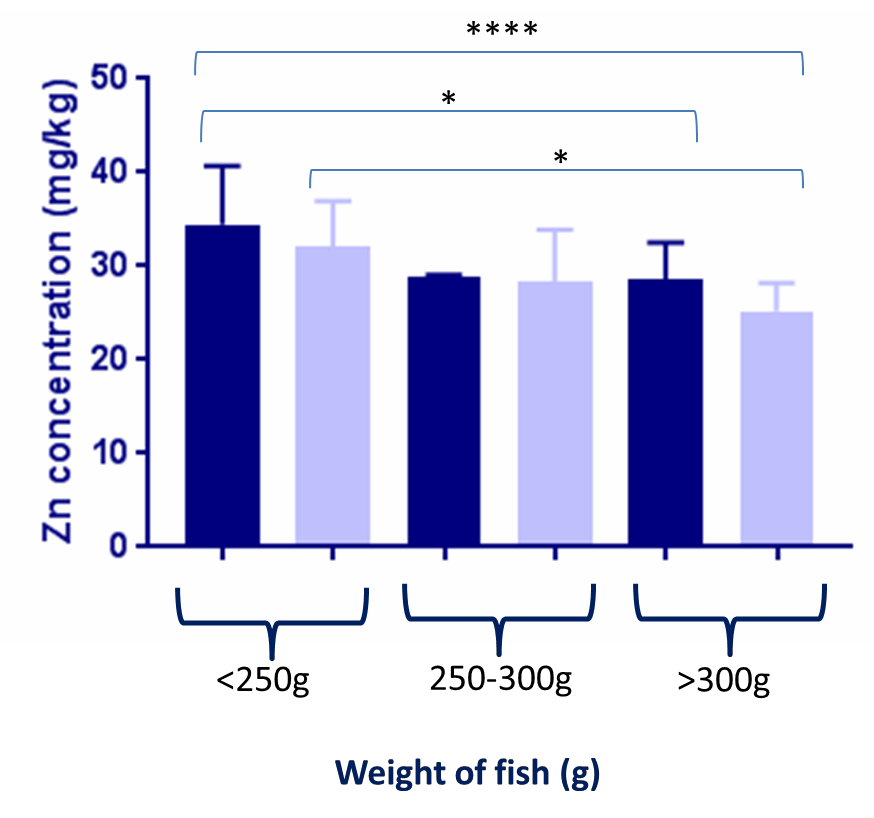 ****
*
*
Zn concentration (mg/kg)
50
40
30
20
10
0
<250g
250-300g
>300g
Weight of fish (g)